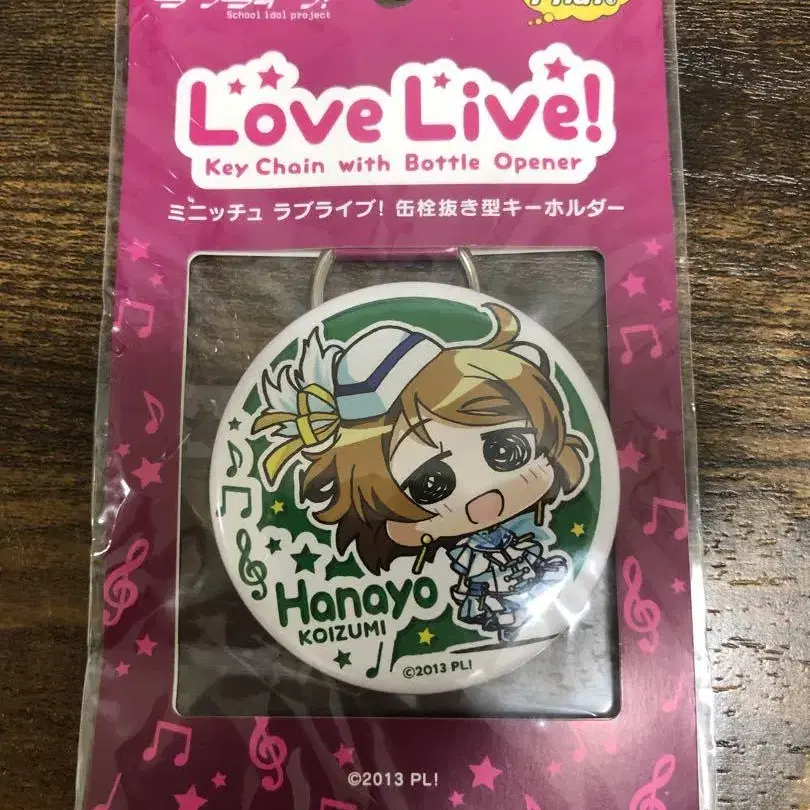 School idol project
Love Live!
Key Chain with Bottle Opener
ミニッチュ ラブライブ! 缶栓抜き型キーホルダー
Hanayo
KOIZUMI
©2013 PL!
©2013 PL!